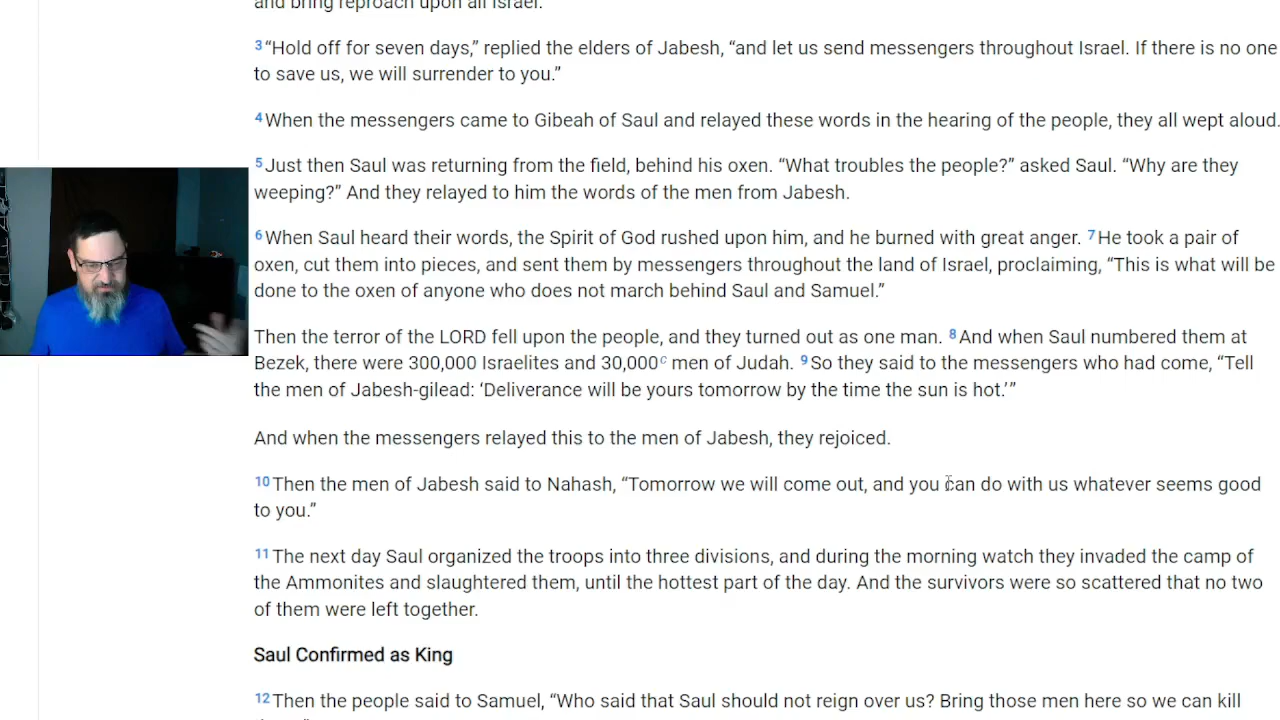 and bring reproach upon all Israel.
3 “Hold off for seven days,” replied the elders of Jabesh, “and let us send messengers throughout Israel. If there is no one
to save us, we will surrender to you.”
4 When the messengers came to Gibeah of Saul and relayed these words in the hearing of the people, they all wept aloud.
5 Just then Saul was returning from the field, behind his oxen. “What troubles the people?” asked Saul. “Why are they
weeping?” And they relayed to him the words of the men from Jabesh.
6 When Saul heard their words, the Spirit of God rushed upon him, and he burned with great anger. 7 He took a pair of
oxen, cut them into pieces, and sent them by messengers throughout the land of Israel, proclaiming, “This is what will be
done to the oxen of anyone who does not march behind Saul and Samuel.”
Then the terror of the LORD fell upon the people, and they turned out as one man. 8 And when Saul numbered them at
Bezek, there were 300,000 Israelites and 30,000c men of Judah. 9 So they said to the messengers who had come, “Tell
the men of Jabesh-gilead: ‘Deliverance will be yours tomorrow by the time the sun is hot.’”
And when the messengers relayed this to the men of Jabesh, they rejoiced.
10 Then the men of Jabesh said to Nahash, “Tomorrow we will come out, and you can do with us whatever seems good
to you.”
11 The next day Saul organized the troops into three divisions, and during the morning watch they invaded the camp of
the Ammonites and slaughtered them, until the hottest part of the day. And the survivors were so scattered that no two
of them were left together.
Saul Confirmed as King
12 Then the people said to Samuel, “Who said that Saul should not reign over us? Bring those men here so we can kill